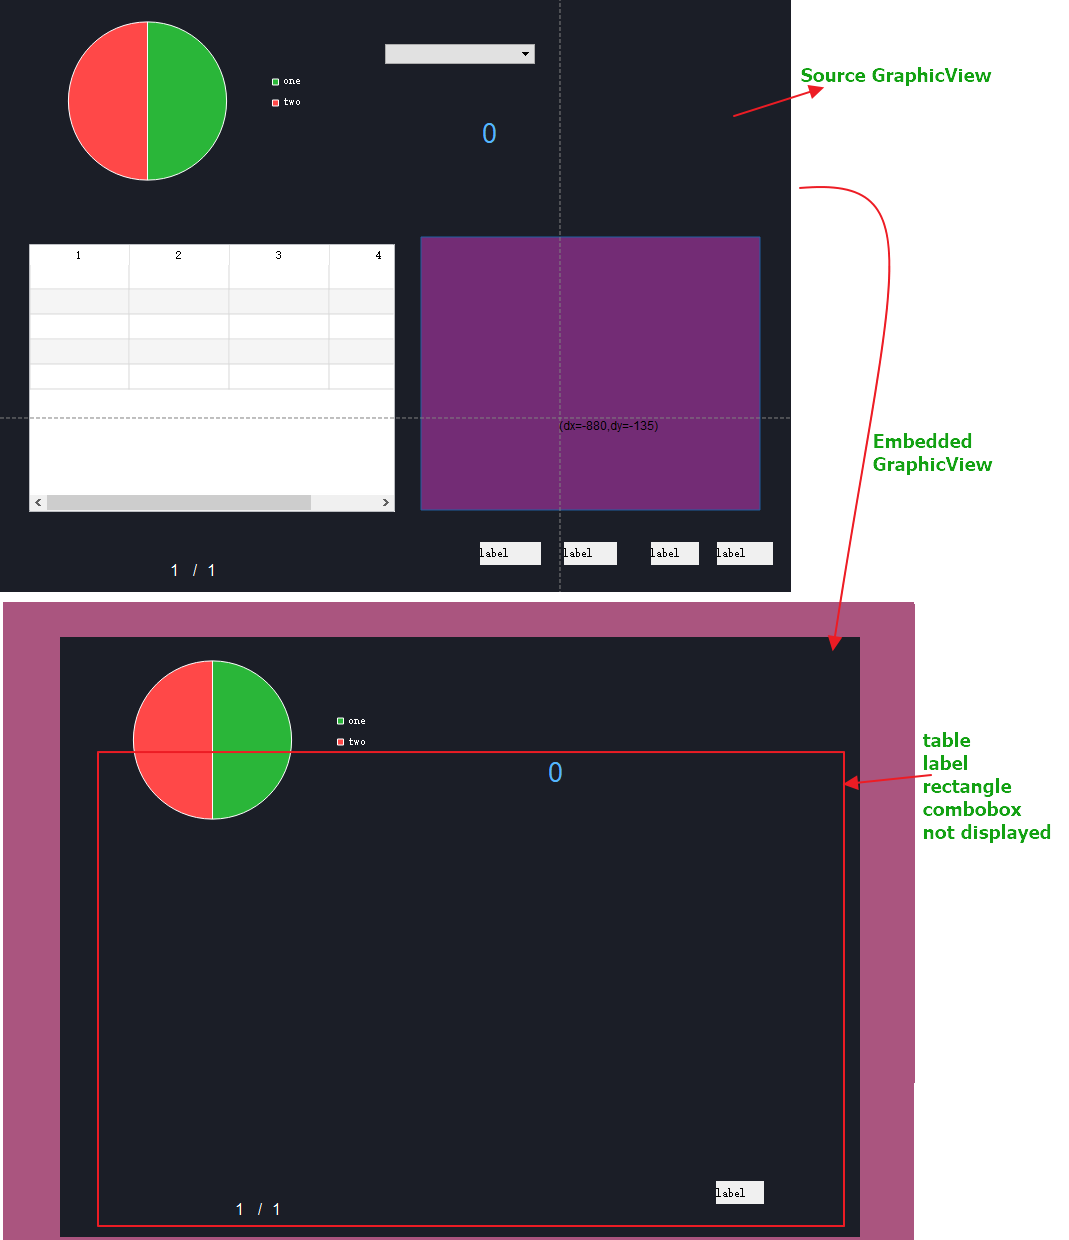 one
two
0
Source GraphicView
1 2 3 4
(dx=-880,dy=-135)
Embedded
GraphicView
label label label label
1 / 1
one
two
0
table
label
rectangle
combobox
not displayed
label
1 / 1